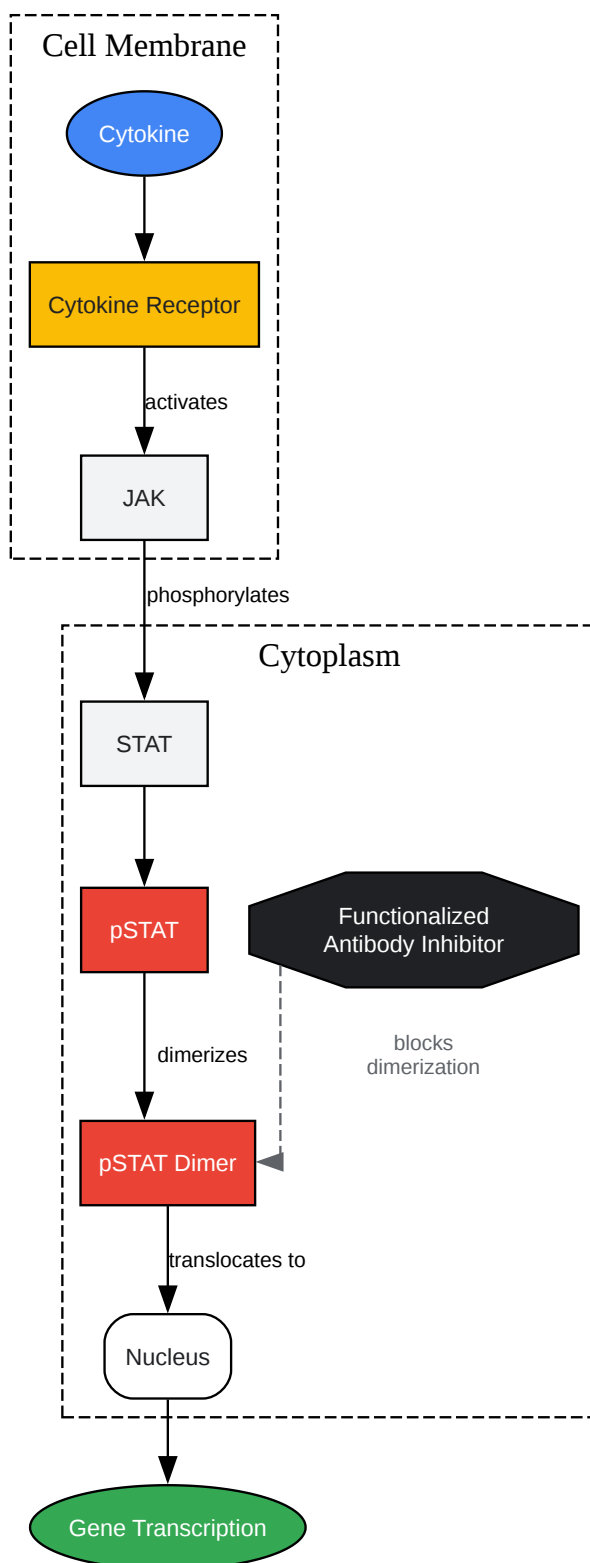 Cell Membrane
Cytokine
Cytokine Receptor
activates
JAK
phosphorylates
Cytoplasm
STAT
pSTAT
Functionalized
Antibody Inhibitor
dimerizes
blocks
dimerization
pSTAT Dimer
translocates to
Nucleus
Gene Transcription